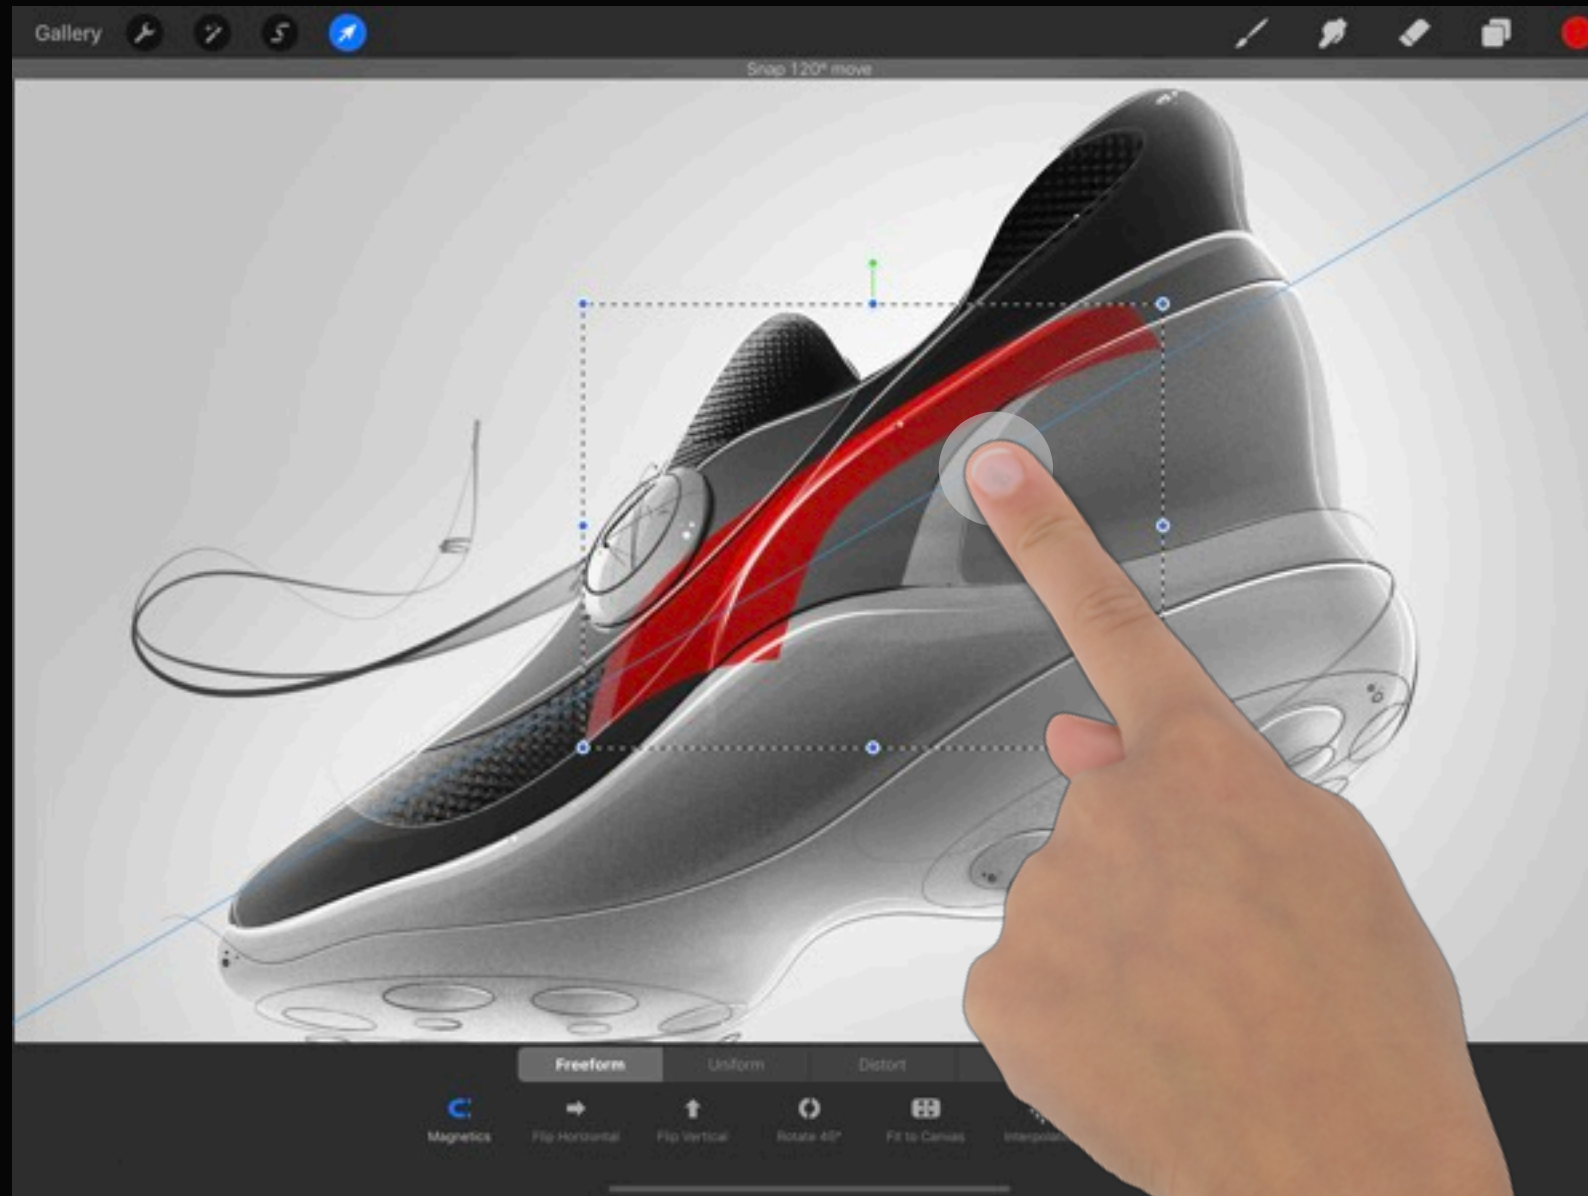 Gallery
Snap 120° move
Freeform Uniform Distort
Magnetics Flip Horizontal Flip Vertical Rotate 45° Fit to Canvas